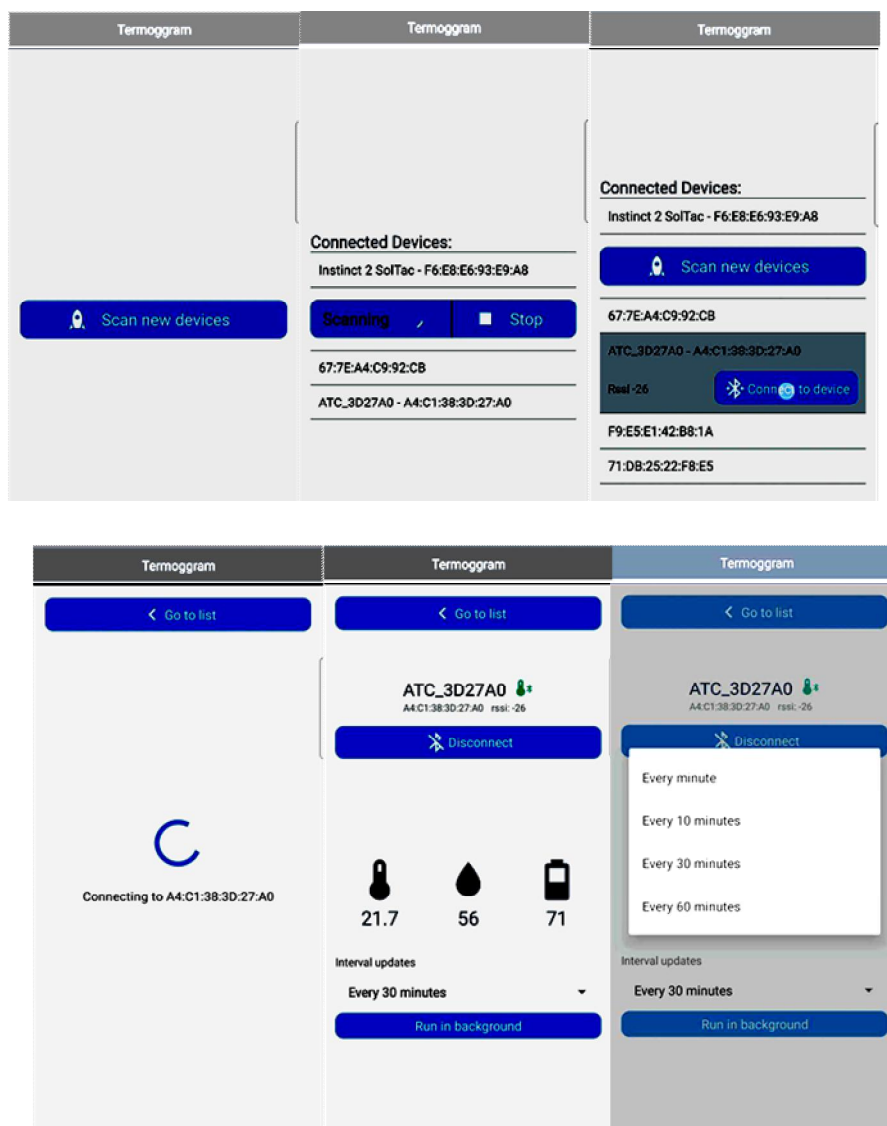 Termoggram
Scan new devices
Termoggram
Connected Devices:
Instinct 2 SolTac - F6:E8:E6:93:E9:A8
Scanning Stop
67:7E:A4:C9:92:CB
ATC_3D27A0 - A4:C1:38:3D:27:A0
Termoggram
Connected Devices:
Instinct 2 SolTac - F6:E8:E6:93:E9:A8
Scan new devices
67:7E:A4:C9:92:CB
ATC_3D27A0 - A4:C1:38:3D:27:A0
Rssi -26 Connect to device
F9:E5:E1:42:B8:1A
71:DB:25:22:F8:E5
Termoggram
Go to list
Connecting to A4:C1:38:3D:27:A0
Termoggram
Go to list
ATC_3D27A0
A4:C1:38:3D:27:A0 rssi: -26
Disconnect
21.7 56 71
Interval updates
Every 30 minutes
Run in background
Termoggram
Go to list
ATC_3D27A0
A4:C1:38:3D:27:A0 rssi: -26
Disconnect
Every minute
Every 10 minutes
Every 30 minutes
Every 60 minutes
Interval updates
Every 30 minutes
Run in background